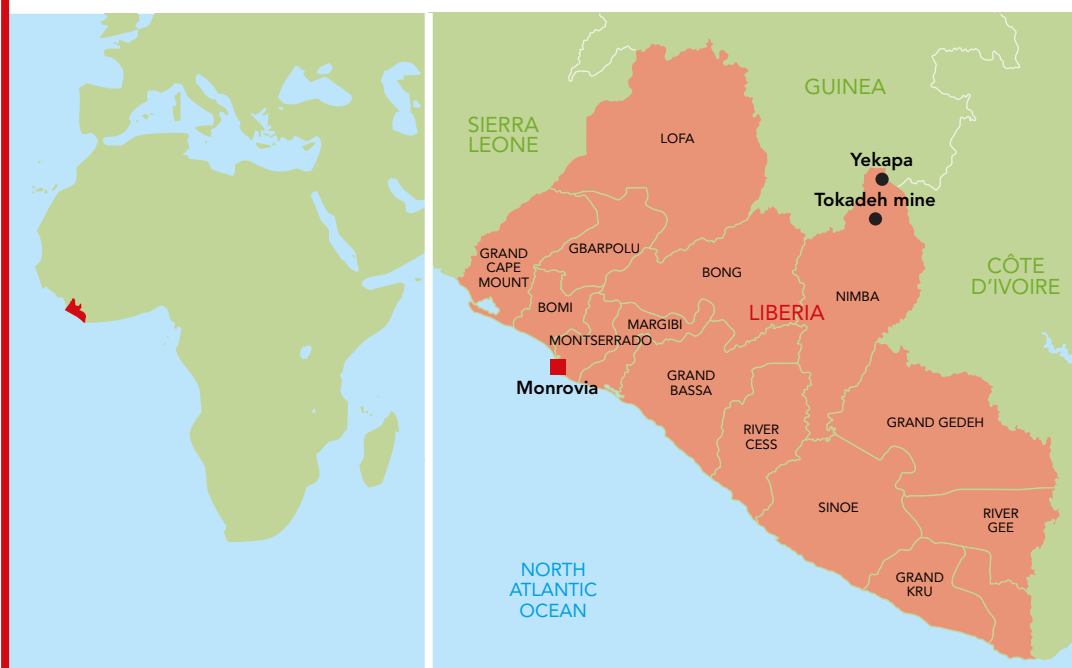 GUINEA
SIERRA
LEONE
LOFA
Yekapa
Tokadeh mine
GBARPOLU
GRAND
CAPE
MOUNT
BONG
CÔTE
D'IVOIRE
NIMBA
BOMI
LIBERIA
MARGIBI
MONTSERRADO
Monrovia
GRAND
BASSA
GRAND GEDEH
RIVER
CESS
SINOE
RIVER
GEE
NORTH
ATLANTIC
OCEAN
GRAND
KRU